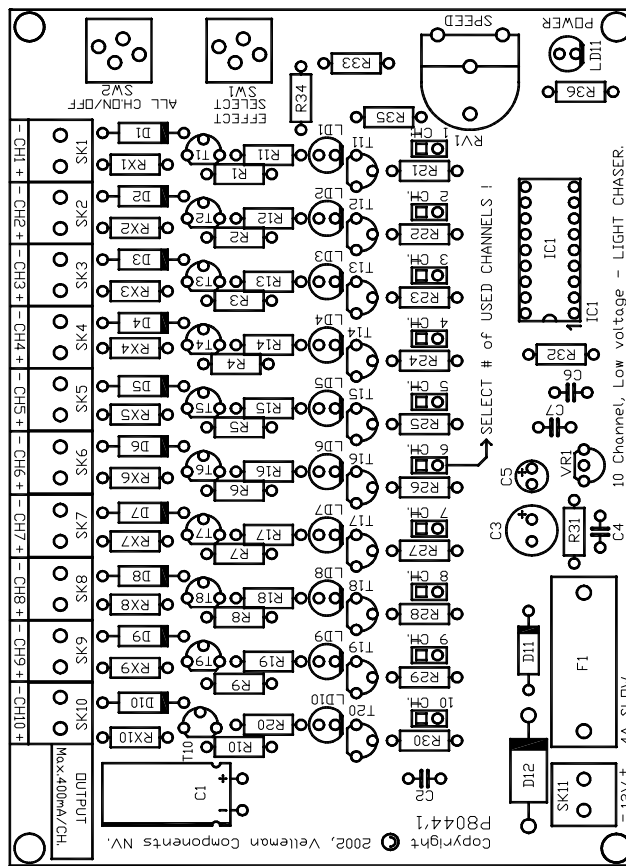 SW2
ALL CH.ON/OFF
SW1
EFFECT
SELECT
R33
R34
R35
SPEED
RV1
POWER
LD11
R36
- CH1 +
SK1
D1
RX1
T1
R11
R1
LD1
T11
1
CH.
R21
- CH2 +
SK2
D2
RX2
T2
R12
R2
LD2
T12
2
CH.
R22
- CH3 +
SK3
D3
RX3
T3
R13
R3
LD3
T13
3
CH.
R23
- CH4 +
SK4
D4
RX4
T4
R14
R4
LD4
T14
4
CH.
R24
- CH5 +
SK5
D5
RX5
T5
R15
R5
LD5
T15
5
CH.
R25
- CH6 +
SK6
D6
RX6
T6
R16
R6
LD6
T16
6
CH.
R26
- CH7 +
SK7
D7
RX7
T7
R17
R7
LD7
T17
7
CH.
R27
- CH8 +
SK8
D8
RX8
T8
R18
R8
LD8
T18
8
CH.
R28
- CH9 +
SK9
D9
RX9
T9
R19
R9
LD9
T19
9
CH.
R29
- CH10 +
SK10
D10
RX10
T10
R20
R10
LD10
T20
10
CH.
R30
SELECT # of USED CHANNELS !
IC1
1
IC1
R32
C6
C7
VR1
C5
+
C3
+
R31
C4
10 Channel, Low voltage - LIGHT CHASER.
D11
F1
D12
SK11
- 12V +
OUTPUT
Max.400mA/CH.
C1
+
-
C2
P8044'1
Copyright © 2002, Velleman Components NV.